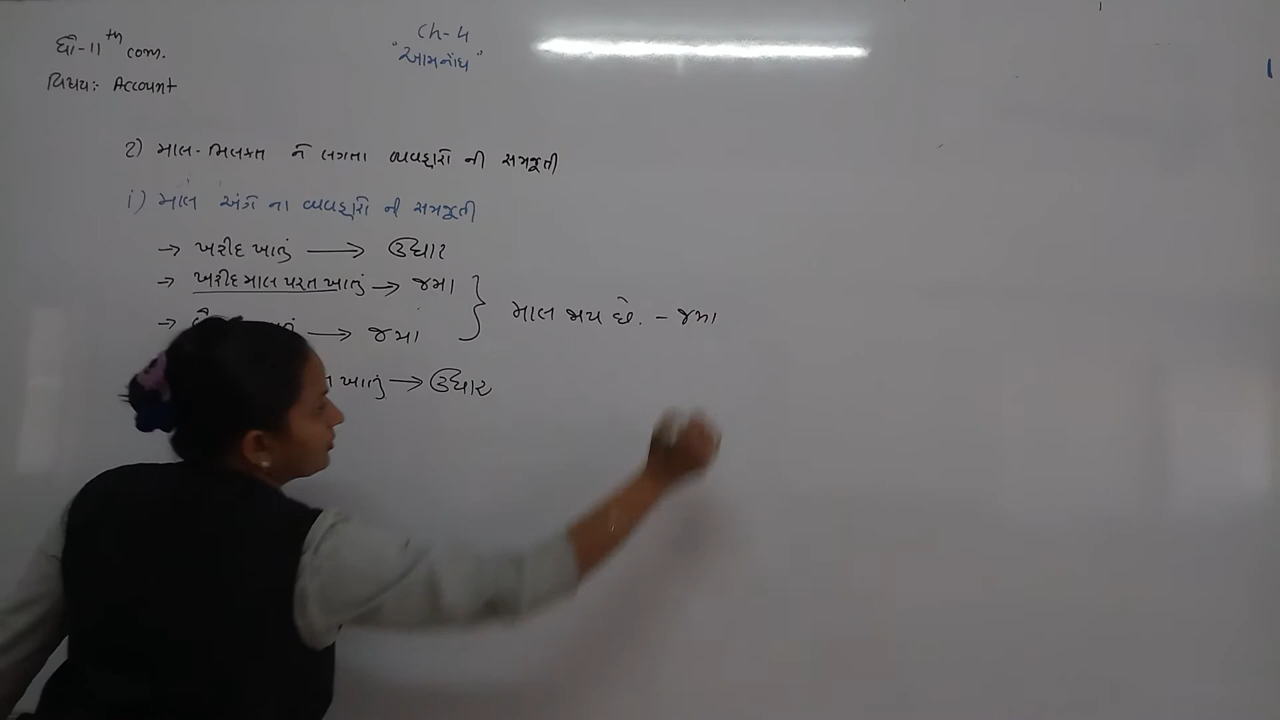 ધો-11th com.
વિષય:- Account
Ch-4
"આમનોંધ"
2) માલ-મિલકત ને લગતા વ્યવહારો ની સમજૂતી
i) માલ અંગે ના વ્યવહારો ની સમજૂતી
→ ખરીદ ખાતું → ઉધાર
→ ખરીદમાલ પરત ખાતું → જમા
→ → જમા
માલ જાય છે. - જમા
ખાતું → ઉધાર